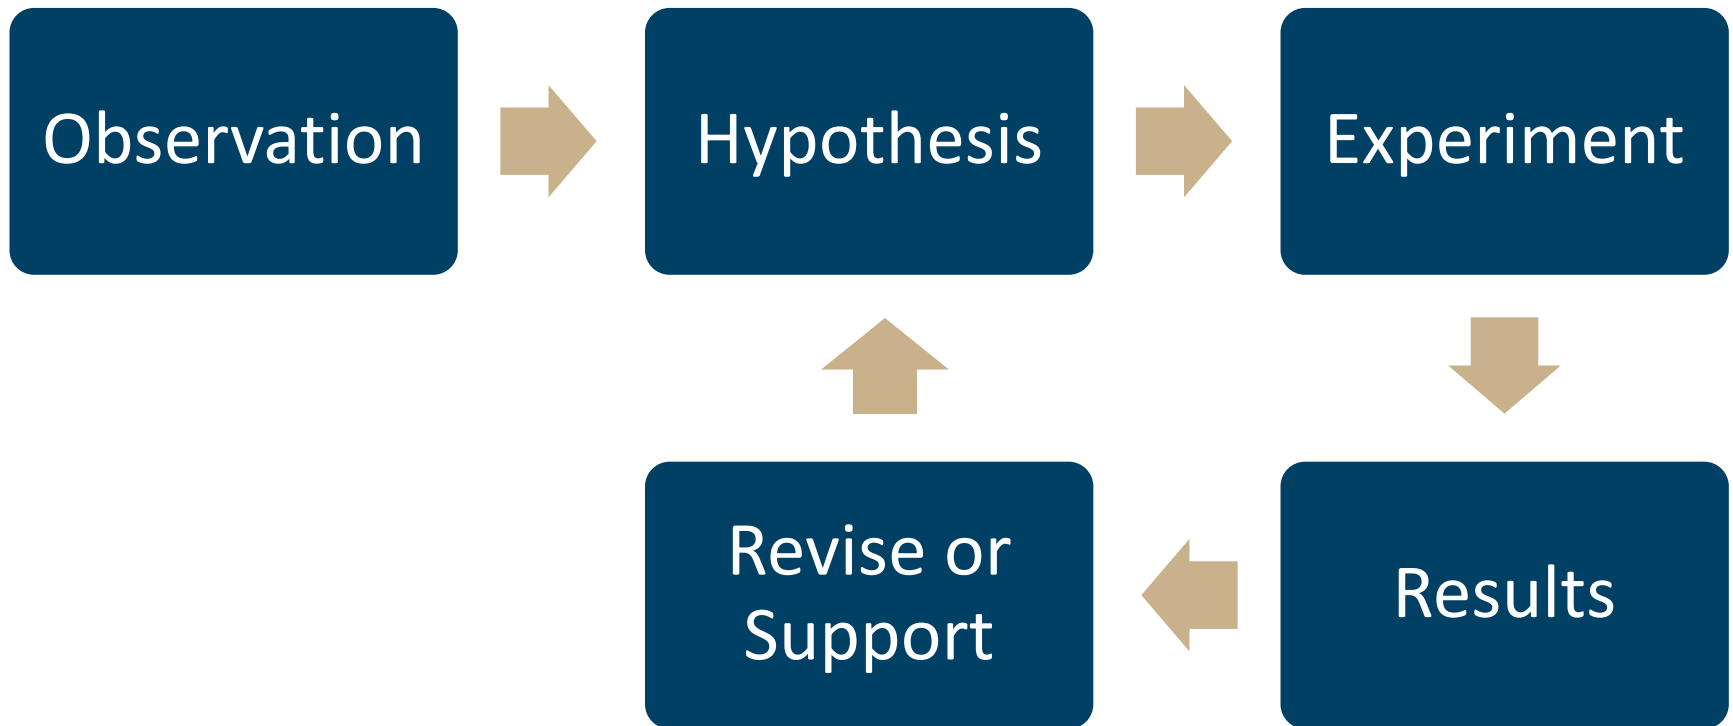 Observation
Hypothesis
Experiment
Revise or
Support
Results